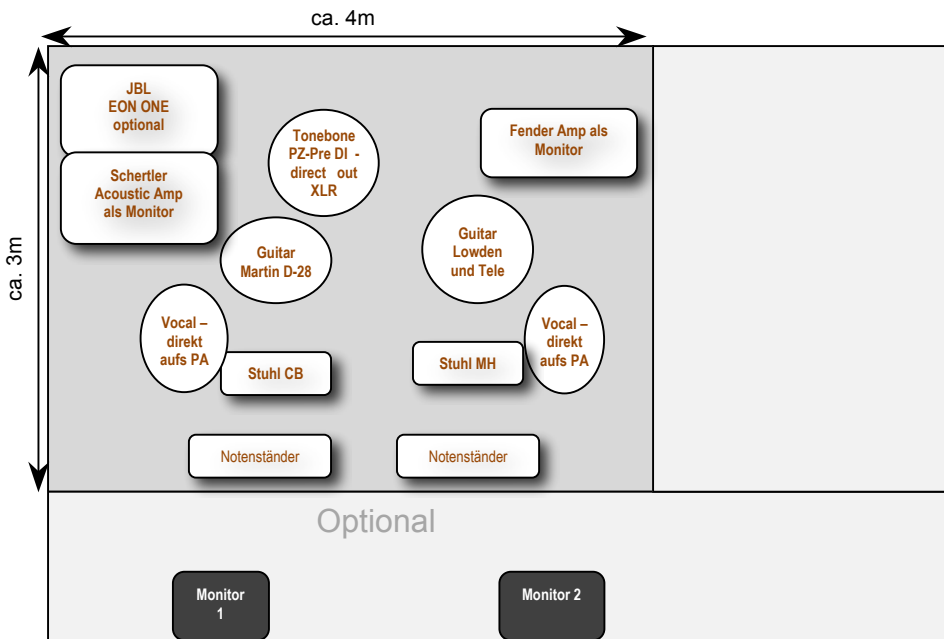 ca. 4m
ca. 3m
JBL
EON ONE
optional
Schertler
Acoustic Amp
als Monitor
Tonebone
PZ-Pre DI -
direct out
XLR
Fender Amp als
Monitor
Guitar
Martin D-28
Guitar
Lowden
und Tele
Vocal –
direkt
aufs PA
Stuhl CB
Stuhl MH
Vocal –
direkt
aufs PA
Notenständer
Notenständer
Optional
Monitor
1
Monitor 2